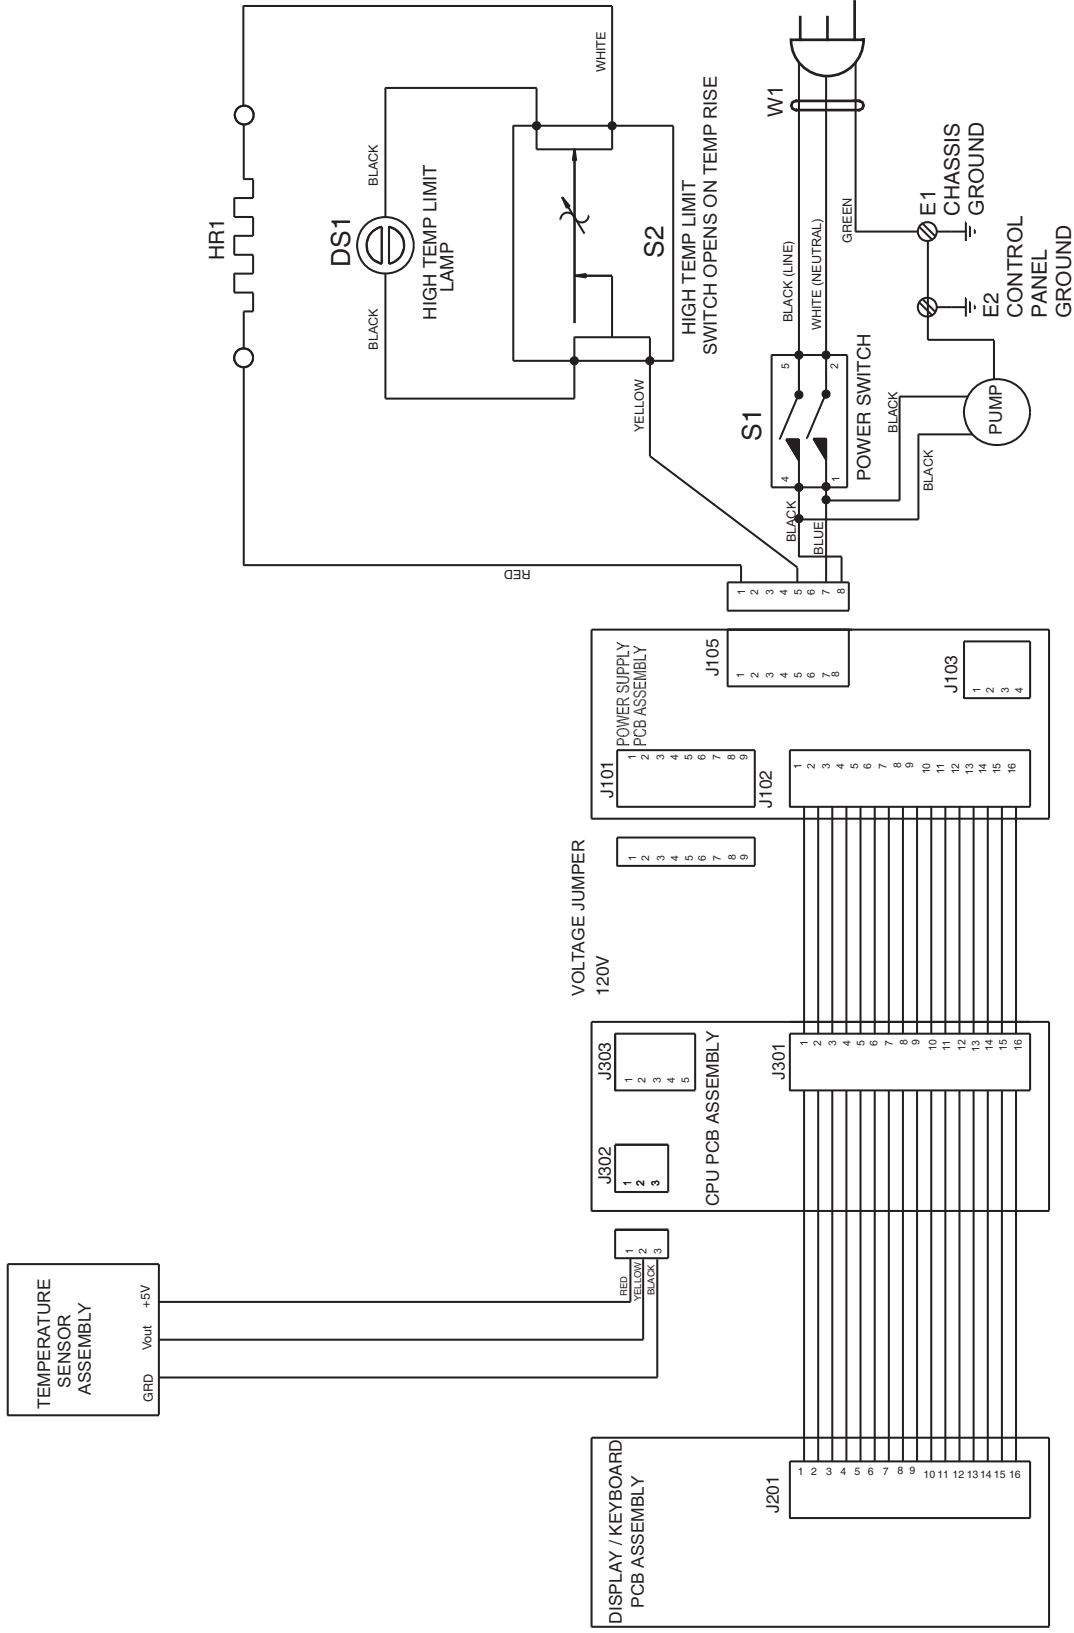 TEMPERATURE
SENSOR
ASSEMBLY
GRD
Vout
+5V
RED
YELLOW
BLACK
1
2
3
DISPLAY / KEYBOARD
PCB ASSEMBLY
J201
1
2
3
4
5
6
7
8
9
10
11
12
13
14
15
16
J302
1
2
3
J303
1
2
3
4
5
CPU PCB ASSEMBLY
J301
1
2
3
4
5
6
7
8
9
10
11
12
13
14
15
16
VOLTAGE JUMPER
120V
1
2
3
4
5
6
7
8
9
J101
1
2
3
4
5
6
7
8
9
POWER SUPPLY
PCB ASSEMBLY
J102
1
2
3
4
5
6
7
8
9
10
11
12
13
14
15
16
J105
1
2
3
4
5
6
7
8
J103
1
2
3
4
1
2
3
4
5
6
7
8
RED
HR1
BLACK
DS1
HIGH TEMP LIMIT
LAMP
BLACK
WHITE
YELLOW
S2
HIGH TEMP LIMIT
SWITCH OPENS ON TEMP RISE
S1
4
5
1
2
POWER SWITCH
BLACK
BLUE
BLACK
BLACK
PUMP
BLACK (LINE)
WHITE (NEUTRAL)
GREEN
W1
E1
CHASSIS
GROUND
E2
CONTROL
PANEL
GROUND